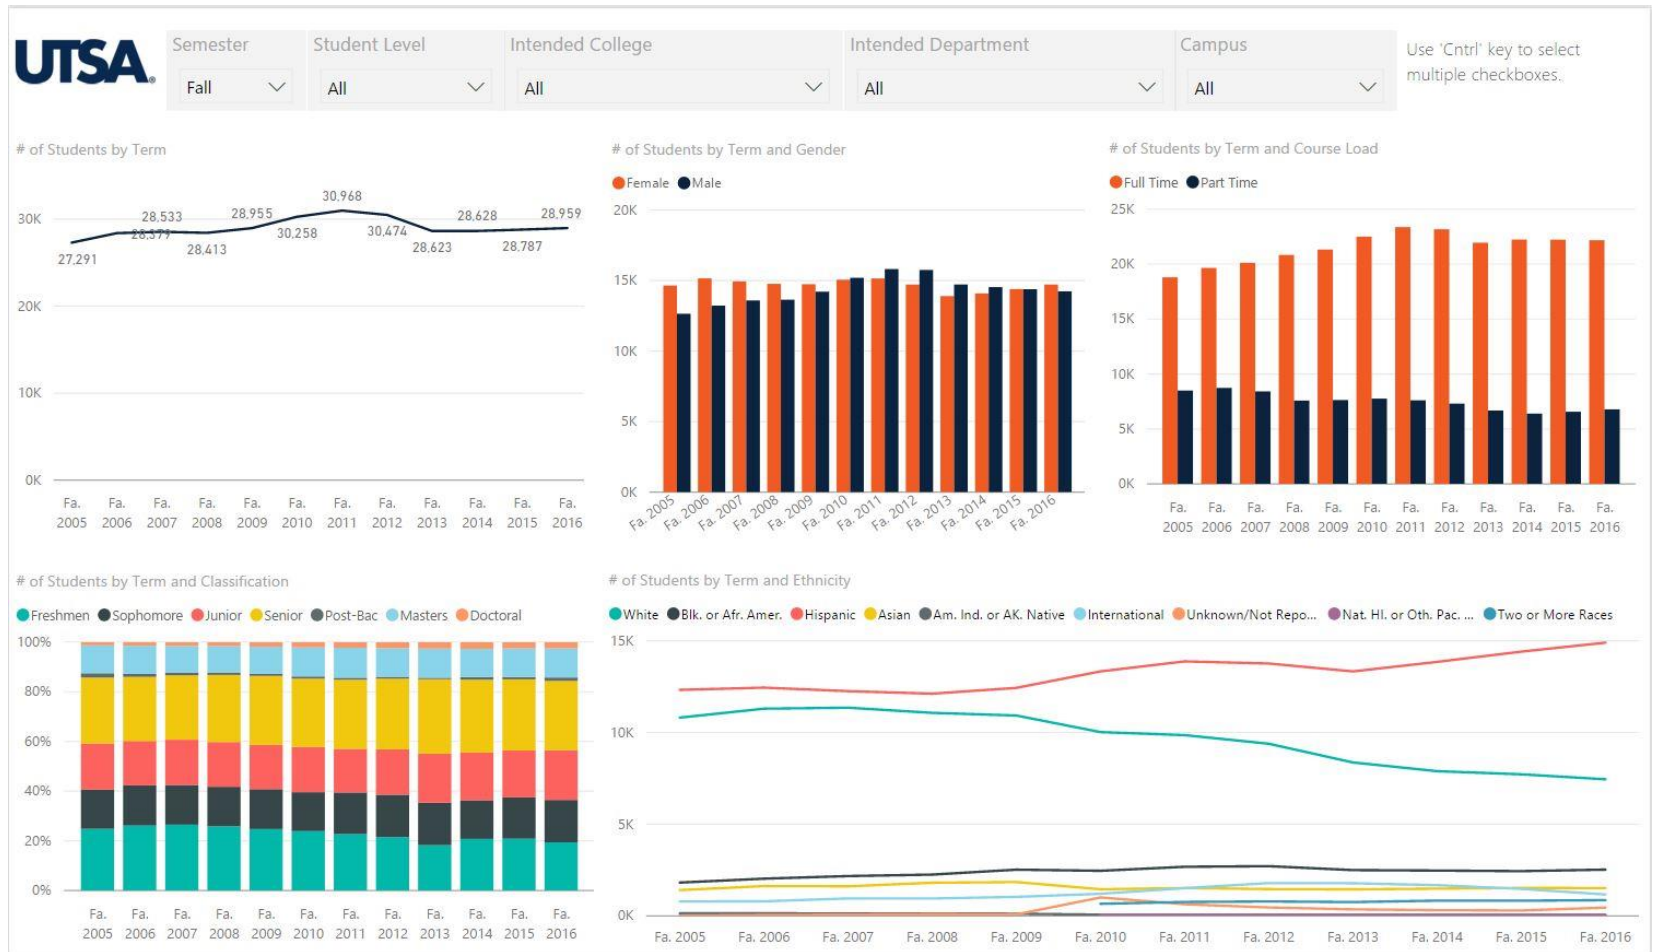 UTSA.
Semester
Student Level
Intended College
Intended Department
Campus
Fall
All
All
All
All
Use 'Cntrl' key to select
multiple checkboxes.
# of Students by Term
30K
20K
10K
0K
27,291
28,379
28,533
28,413
28,955
30,258
30,968
30,474
28,623
28,628
28,787
28,959
Fa. Fa. Fa. Fa. Fa. Fa. Fa. Fa. Fa. Fa. Fa. Fa.
2005 2006 2007 2008 2009 2010 2011 2012 2013 2014 2015 2016
# of Students by Term and Gender
Female Male
20K
15K
10K
5K
0K
Fa. 2005 Fa. 2006 Fa. 2007 Fa. 2008 Fa. 2009 Fa. 2010 Fa. 2011 Fa. 2012 Fa. 2013 Fa. 2014 Fa. 2015 Fa. 2016
# of Students by Term and Course Load
Full Time Part Time
25K
20K
15K
10K
5K
0K
Fa. Fa. Fa. Fa. Fa. Fa. Fa. Fa. Fa. Fa. Fa. Fa.
2005 2006 2007 2008 2009 2010 2011 2012 2013 2014 2015 2016
# of Students by Term and Classification
Freshmen Sophomore Junior Senior Post-Bac Masters Doctoral
100%
80%
60%
40%
20%
0%
Fa. Fa. Fa. Fa. Fa. Fa. Fa. Fa. Fa. Fa. Fa. Fa.
2005 2006 2007 2008 2009 2010 2011 2012 2013 2014 2015 2016
# of Students by Term and Ethnicity
White Blk. or Afr. Amer. Hispanic Asian Am. Ind. or AK. Native International Unknown/Not Repo... Nat. HI. or Oth. Pac. ... Two or More Races
15K
10K
5K
0K
Fa. 2005 Fa. 2006 Fa. 2007 Fa. 2008 Fa. 2009 Fa. 2010 Fa. 2011 Fa. 2012 Fa. 2013 Fa. 2014 Fa. 2015 Fa. 2016